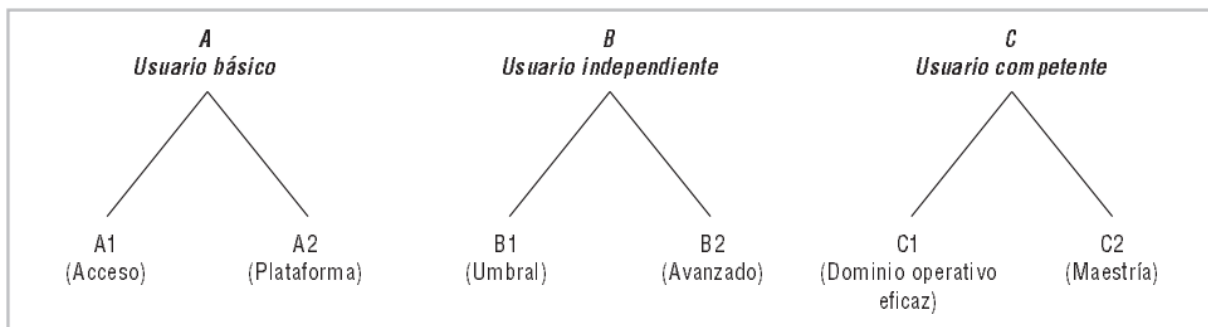 A
Usuario básico
B
Usuario independiente
C
Usuario competente
A1
(Acceso)
A2
(Plataforma)
B1
(Umbral)
B2
(Avanzado)
C1
(Dominio operativo
eficaz)
C2
(Maestría)